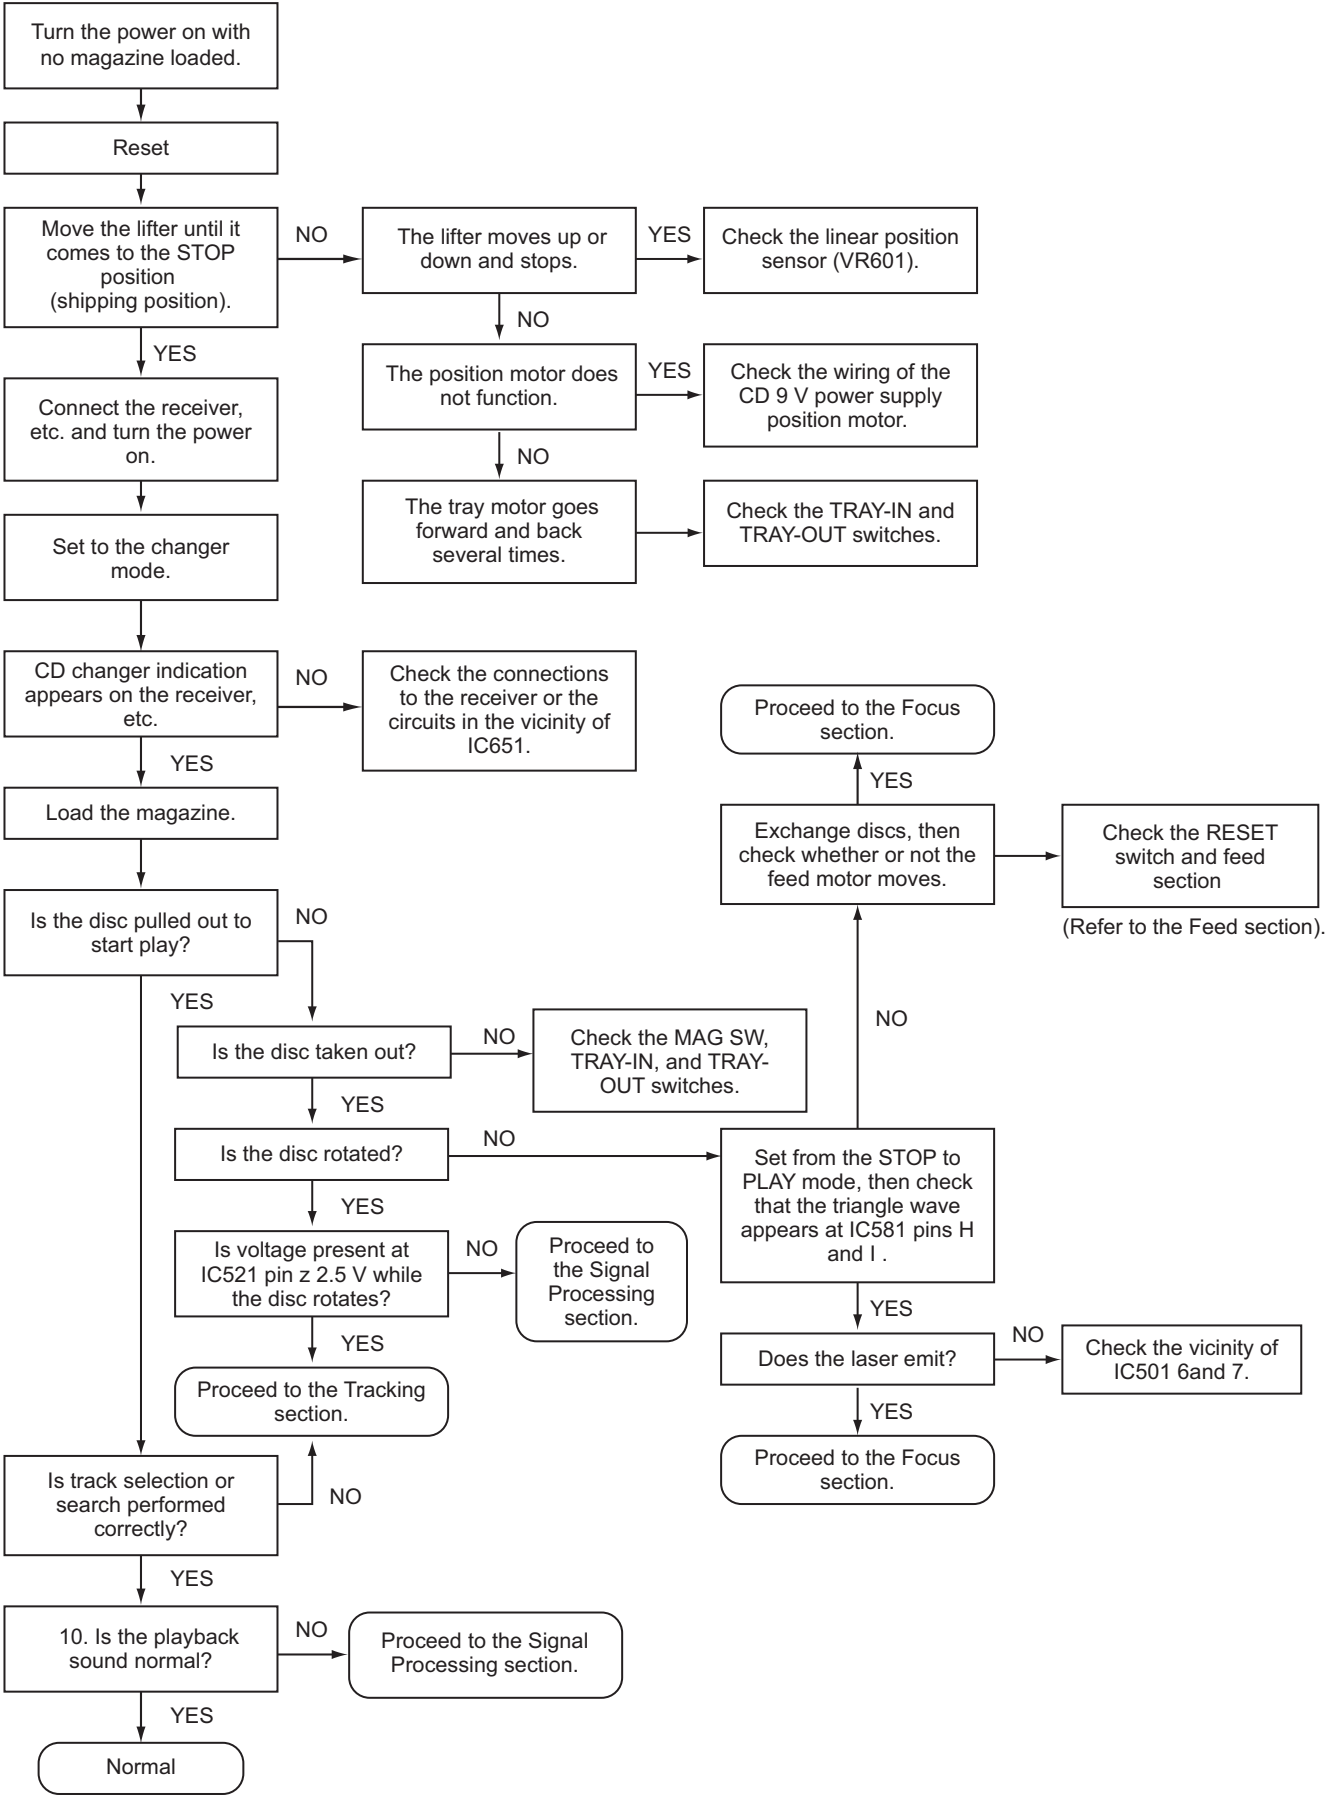 Turn the power on with
no magazine loaded.
Reset
Move the lifter until it
comes to the STOP
position
(shipping position).
NO
The lifter moves up or
down and stops.
YES
Check the linear position
sensor (VR601).
NO
YES
The position motor does
not function.
YES
Check the wiring of the
CD 9 V power supply
position motor.
Connect the receiver,
etc. and turn the power
on.
NO
The tray motor goes
forward and back
several times.
Check the TRAY-IN and
TRAY-OUT switches.
Set to the changer
mode.
CD changer indication
appears on the receiver,
etc.
NO
Check the connections
to the receiver or the
circuits in the vicinity of
IC651.
YES
Load the magazine.
Proceed to the Focus
section.
YES
Exchange discs, then
check whether or not the
feed motor moves.
Check the RESET
switch and feed
section
(Refer to the Feed section).
Is the disc pulled out to
start play?
NO
YES
NO
Is the disc taken out?
NO
Check the MAG SW,
TRAY-IN, and TRAY-
OUT switches.
YES
Is the disc rotated?
NO
Set from the STOP to
PLAY mode, then check
that the triangle wave
appears at IC581 pins H
and I .
YES
Is voltage present at
IC521 pin z 2.5 V while
the disc rotates?
NO
Proceed to
the Signal
Processing
section.
YES
YES
Does the laser emit?
NO
Check the vicinity of
IC501 6and 7.
Proceed to the Tracking
section.
YES
Proceed to the Focus
section.
Is track selection or
search performed
correctly?
NO
YES
10. Is the playback
sound normal?
NO
Proceed to the Signal
Processing section.
YES
Normal